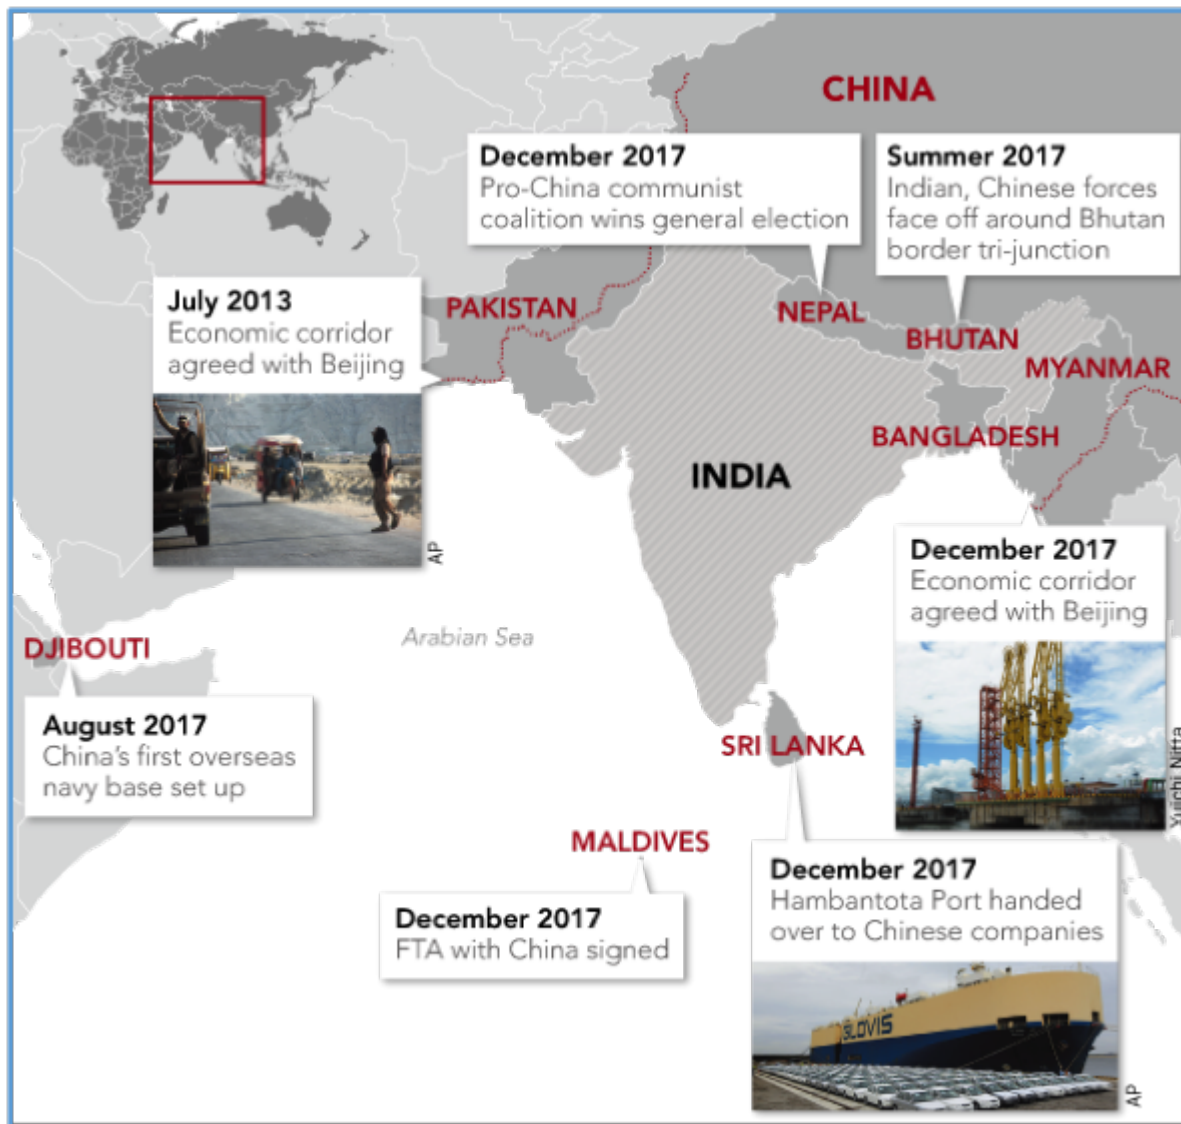 CHINA
December 2017
Pro-China communist
coalition wins general election
Summer 2017
Indian, Chinese forces
face off around Bhutan
border tri-junction
July 2013
Economic corridor
agreed with Beijing
AP
PAKISTAN
NEPAL
BHUTAN
MYANMAR
BANGLADESH
INDIA
December 2017
Economic corridor
agreed with Beijing
Yuichi Nitta
Arabian Sea
DJIBOUTI
August 2017
China's first overseas
navy base set up
SRI LANKA
MALDIVES
December 2017
FTA with China signed
December 2017
Hambantota Port handed
over to Chinese companies
GLOVIS
AP